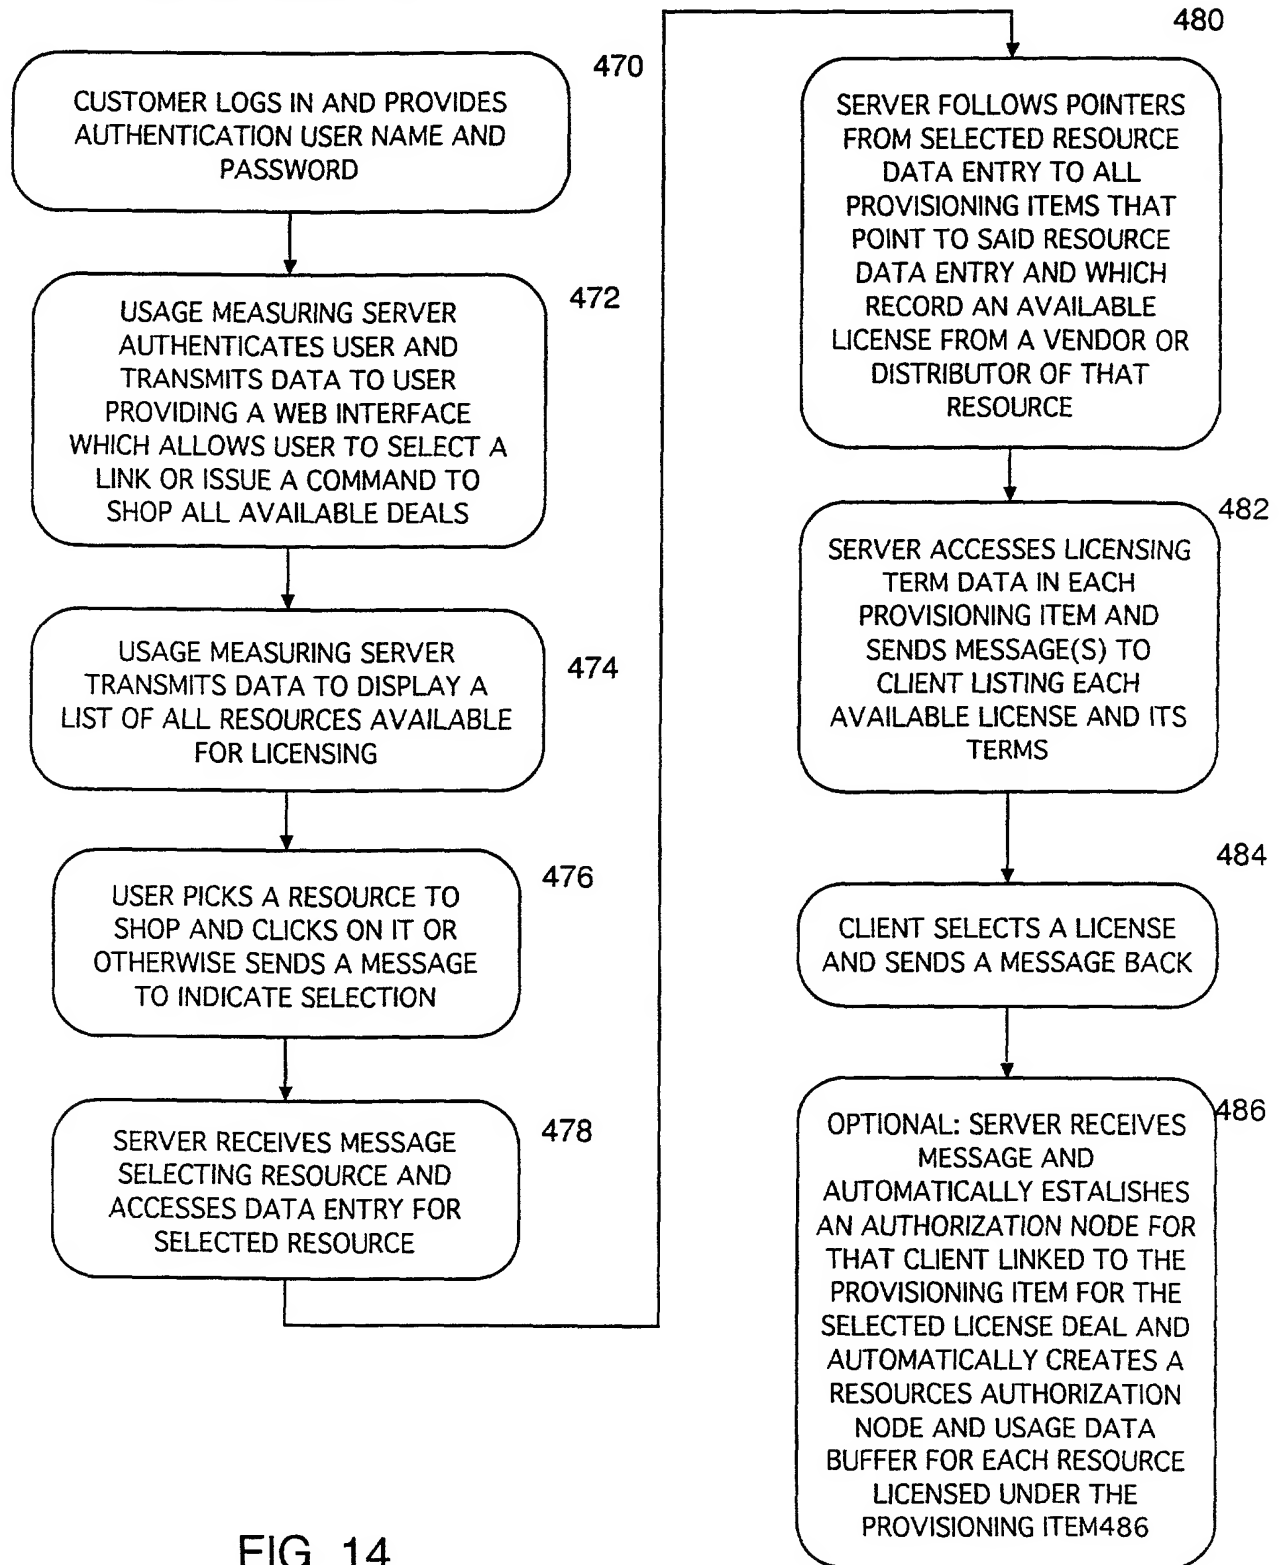 470
CUSTOMER LOGS IN AND PROVIDES
AUTHENTICATION USER NAME AND
PASSWORD
472
USAGE MEASURING SERVER
AUTHENTICATES USER AND
TRANSMITS DATA TO USER
PROVIDING A WEB INTERFACE
WHICH ALLOWS USER TO SELECT A
LINK OR ISSUE A COMMAND TO
SHOP ALL AVAILABLE DEALS
474
USAGE MEASURING SERVER
TRANSMITS DATA TO DISPLAY A
LIST OF ALL RESOURCES AVAILABLE
FOR LICENSING
476
USER PICKS A RESOURCE TO
SHOP AND CLICKS ON IT OR
OTHERWISE SENDS A MESSAGE
TO INDICATE SELECTION
478
SERVER RECEIVES MESSAGE
SELECTING RESOURCE AND
ACCESSES DATA ENTRY FOR
SELECTED RESOURCE
480
SERVER FOLLOWS POINTERS
FROM SELECTED RESOURCE
DATA ENTRY TO ALL
PROVISIONING ITEMS THAT
POINT TO SAID RESOURCE
DATA ENTRY AND WHICH
RECORD AN AVAILABLE
LICENSE FROM A VENDOR OR
DISTRIBUTOR OF THAT
RESOURCE
482
SERVER ACCESSES LICENSING
TERM DATA IN EACH
PROVISIONING ITEM AND
SENDS MESSAGE(S) TO
CLIENT LISTING EACH
AVAILABLE LICENSE AND ITS
TERMS
484
CLIENT SELECTS A LICENSE
AND SENDS A MESSAGE BACK
486
OPTIONAL: SERVER RECEIVES
MESSAGE AND
AUTOMATICALLY ESTALISHES
AN AUTHORIZATION NODE FOR
THAT CLIENT LINKED TO THE
PROVISIONING ITEM FOR THE
SELECTED LICENSE DEAL AND
AUTOMATICALLY CREATES A
RESOURCES AUTHORIZATION
NODE AND USAGE DATA
BUFFER FOR EACH RESOURCE
LICENSED UNDER THE
PROVISIONING ITEM486
FIG. 14